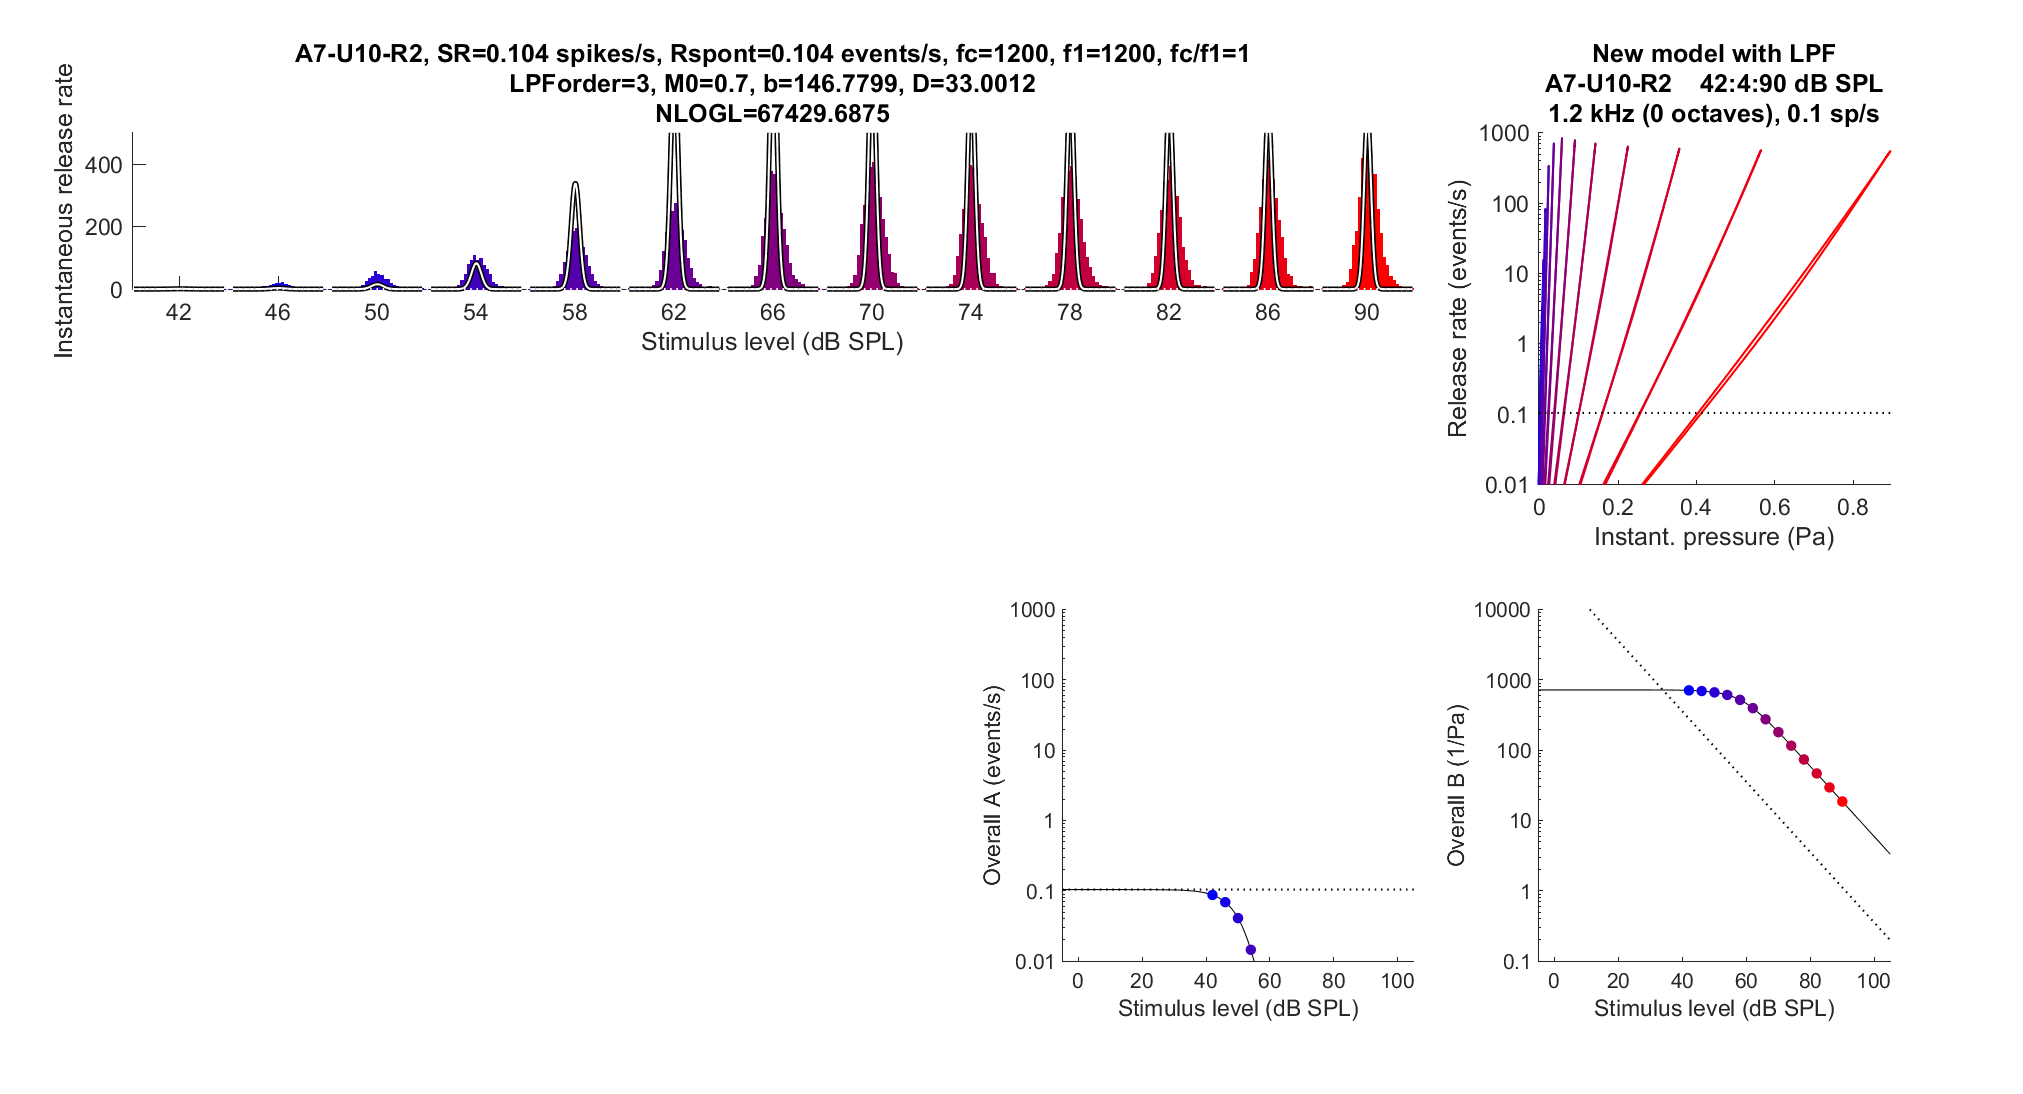 A7-U10-R2, SR=0.104 spikes/s, Rspont=0.104 events/s, fc=1200, f1=1200, fc/f1=1
LPForder=3, M0=0.7, b=146.7799, D=33.0012
NLOGL=67429.6875
Instantaneous release rate
400
200
0
42 46 50 54 58 62 66 70 74 78 82 86 90
Stimulus level (dB SPL)
New model with LPF
A7-U10-R2 42:4:90 dB SPL
1.2 kHz (0 octaves), 0.1 sp/s
Release rate (events/s)
1000
100
10
1
0.1
0.01
0 0.2 0.4 0.6 0.8
Instant. pressure (Pa)
Overall A (events/s)
1000
100
10
1
0.1
0.01
0 20 40 60 80 100
Stimulus level (dB SPL)
Overall B (1/Pa)
10000
1000
100
10
1
0.1
0 20 40 60 80 100
Stimulus level (dB SPL)